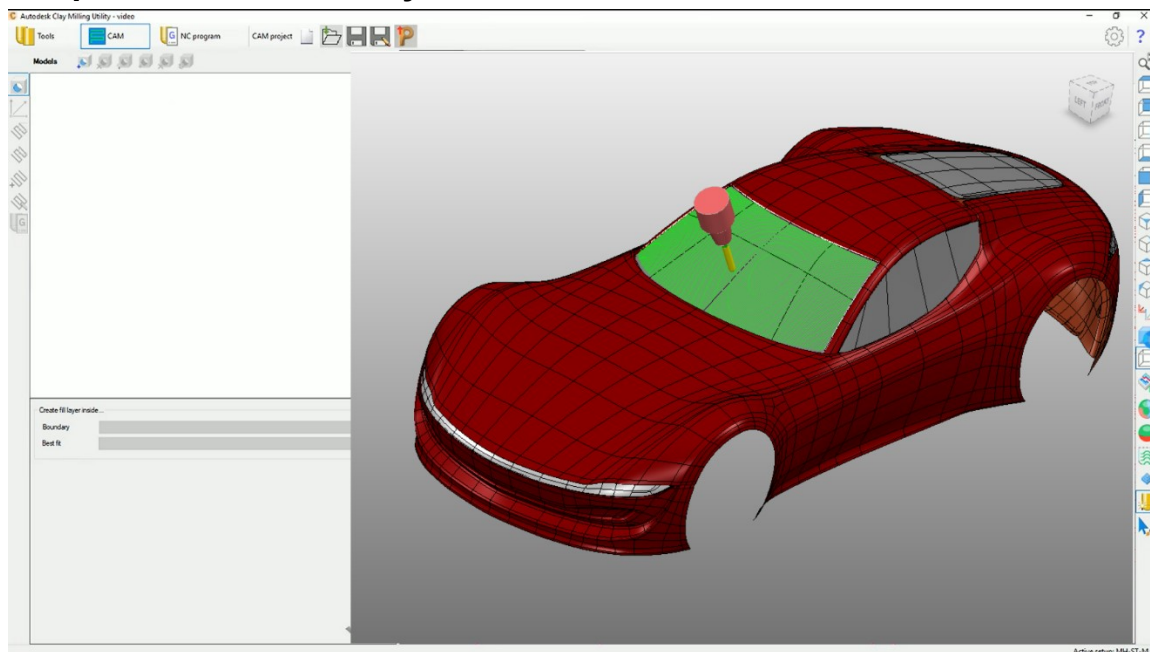 Autodesk Clay Milling Utility - video
Tools CAM G NC program CAM project
Models
LEFT FRONT
G
Create fill layer inside...
Boundary
Best fit